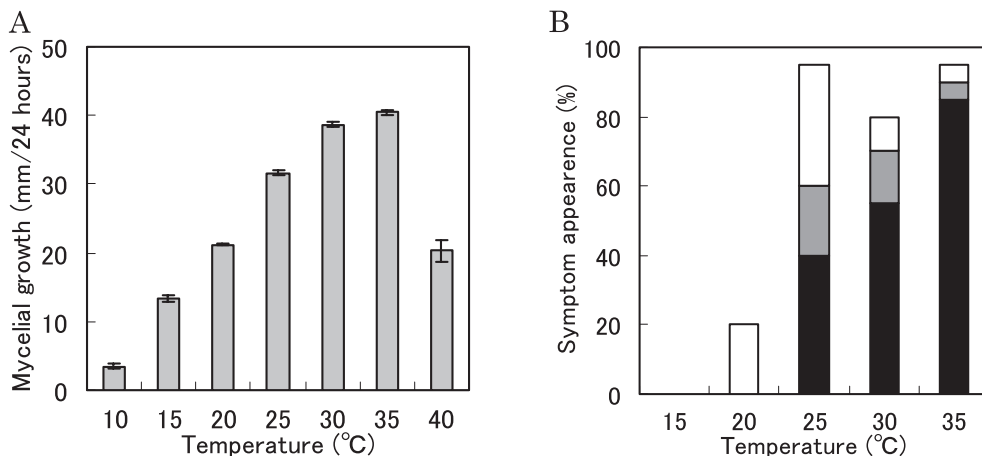 A
Mycelial growth (mm/24 hours)
50
40
30
20
10
0
10 15 20 25 30 35 40
Temperature (℃)
B
Symptom appearence (%)
100
80
60
40
20
0
15 20 25 30 35
Temperature (℃)